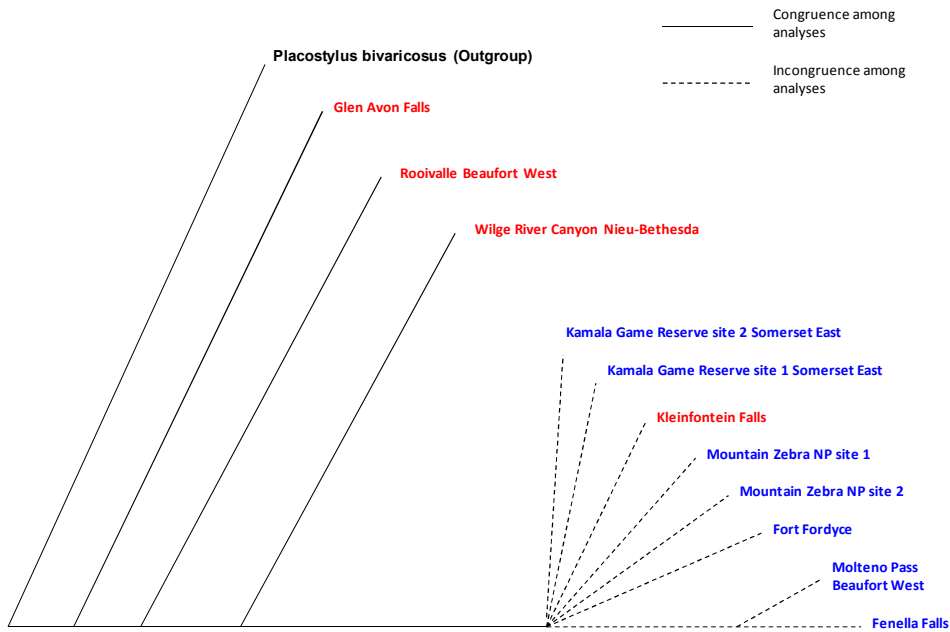 Congruence among
analyses
Placostylus bivaricosus (Outgroup)
Incongruence among
analyses
Glen Avon Falls
Rooivalle Beaufort West
Wilge River Canyon Nieu-Bethesda
Kamala Game Reserve site 2 Somerset East
Kamala Game Reserve site 1 Somerset East
Kleinfontein Falls
Mountain Zebra NP site 1
Mountain Zebra NP site 2
Fort Fordyce
Molteno Pass
Beaufort West
Fenella Falls